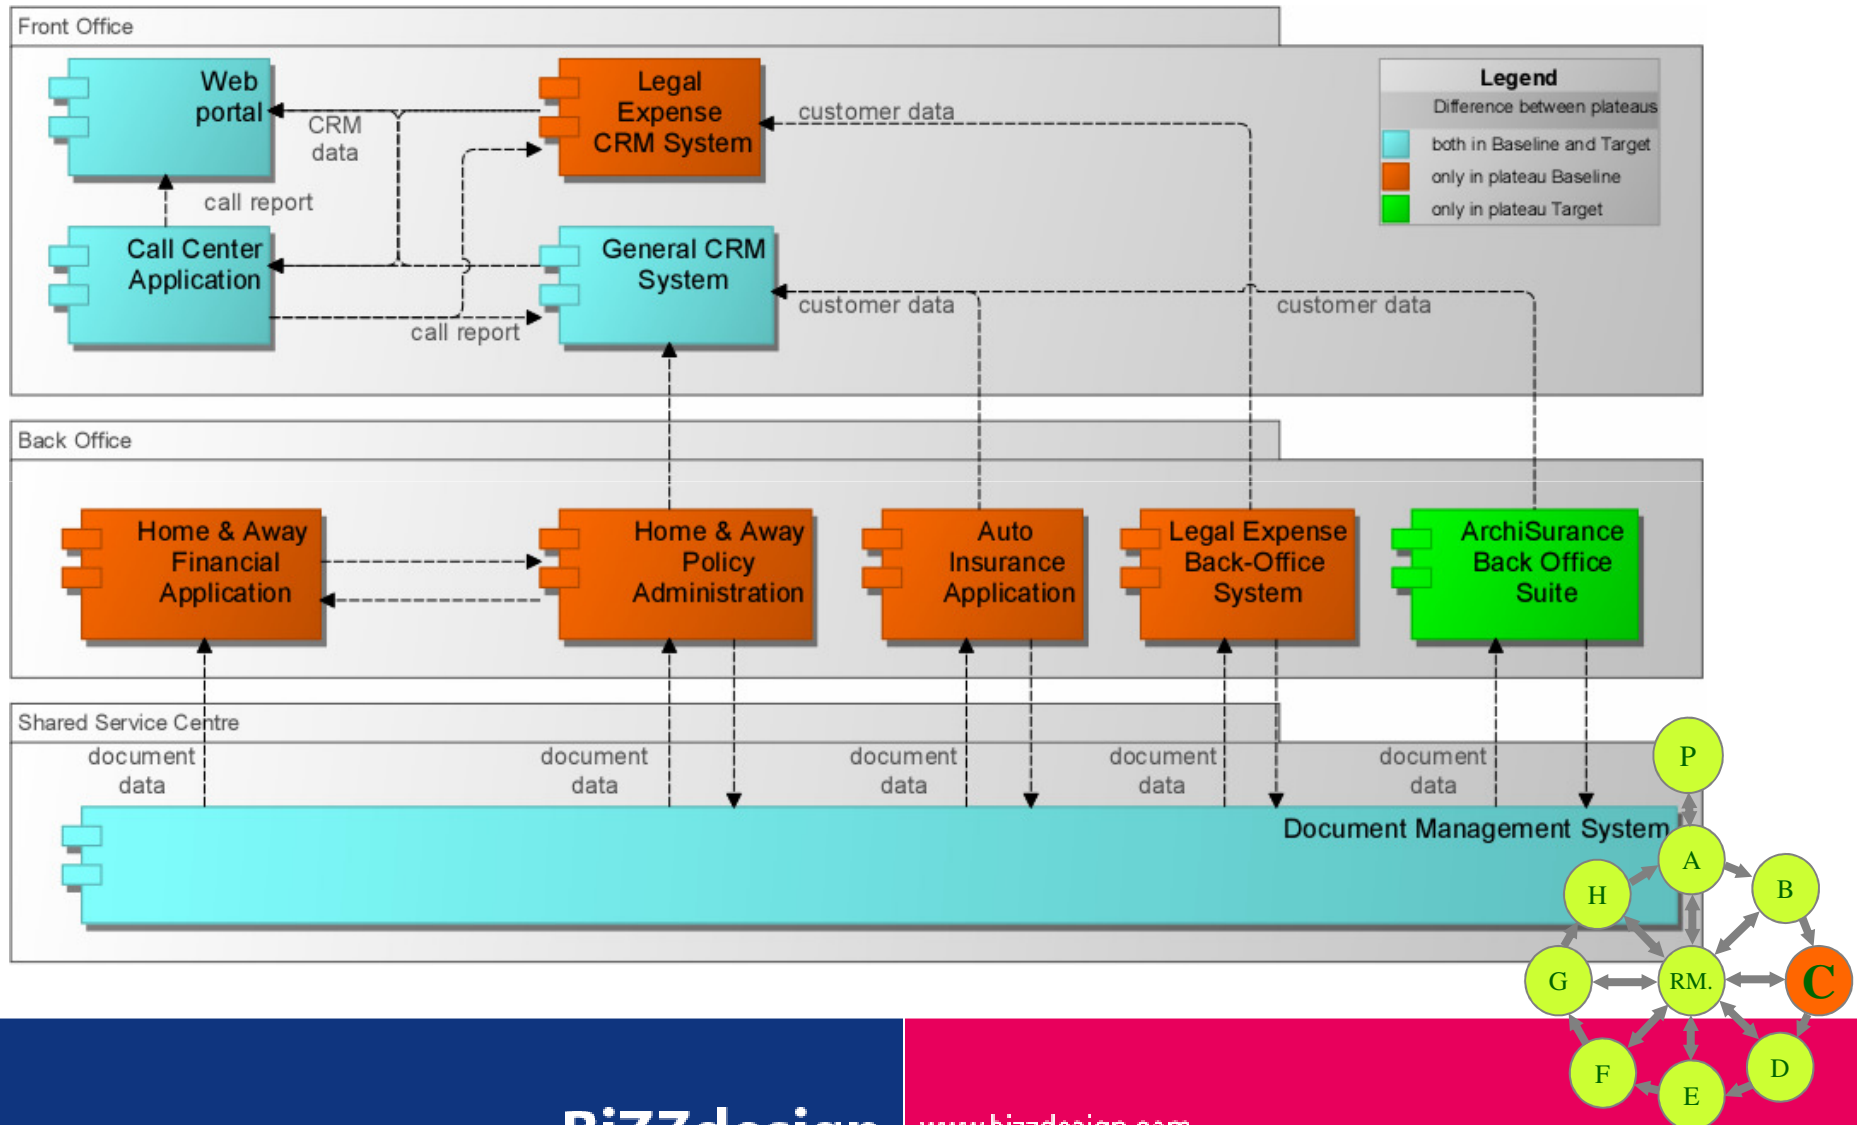 Front Office
Web
portal
Legal
Expense
CRM System
customer data
CRM
data
call report
Legend
Difference between plateaus
both in Baseline and Target
only in plateau Baseline
only in plateau Target
Call Center
Application
General CRM
System
customer data
customer data
call report
Back Office
Home & Away
Financial
Application
Home & Away
Policy
Administration
Auto
Insurance
Application
Legal Expense
Back-Office
System
ArchiSurance
Back Office
Suite
Shared Service Centre
document
data
document
data
document
data
document
data
document
data
Document Management System
P
A
B
H
G
RM.
C
F
E
D
BiZZdesign
www.bizzdesign.com